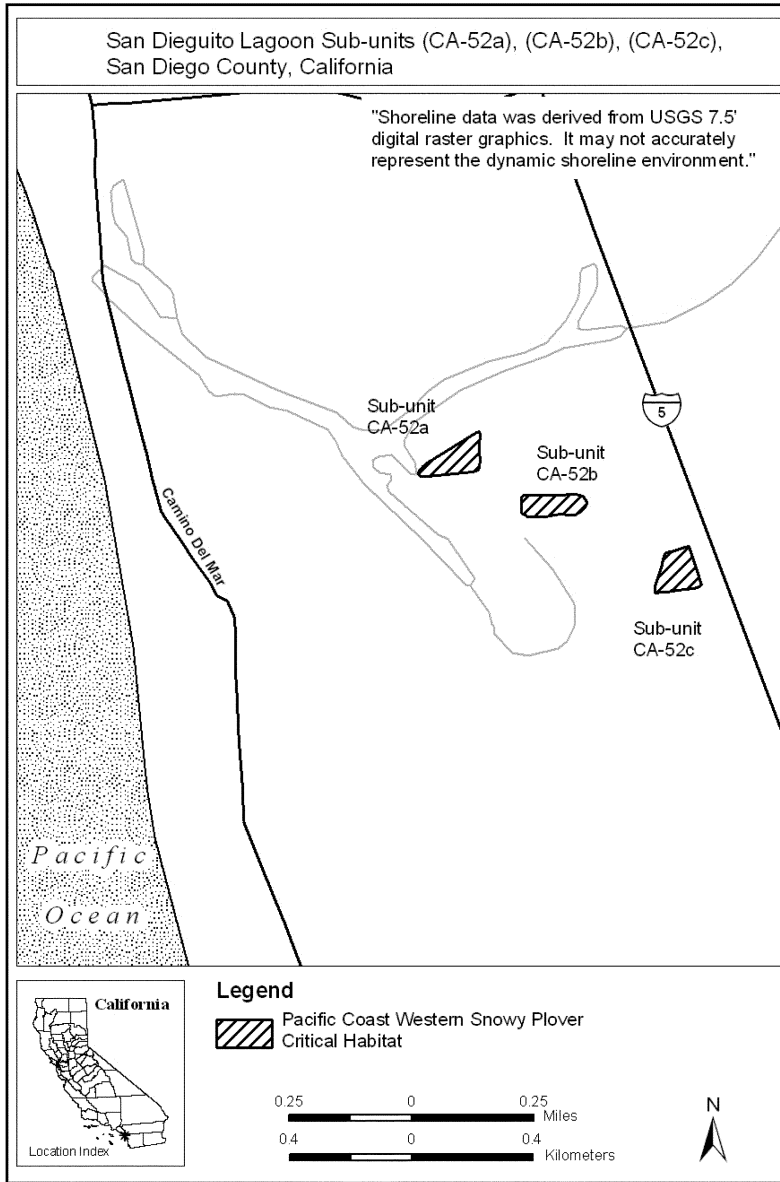 San Dieguito Lagoon Sub-units (CA-52a), (CA-52b), (CA-52c),
San Diego County, California
"Shoreline data was derived from USGS 7.5'
digital raster graphics. It may not accurately
represent the dynamic shoreline environment."
Sub-unit
CA-52a
5
Sub-unit
CA-52b
Camino Del Mar
Sub-unit
CA-52c
Pacific
Ocean
California
Location Index
Legend
Pacific Coast Western Snowy Plover
Critical Habitat
0.25 0 0.25
Miles
0.4 0 0.4
Kilometers
N